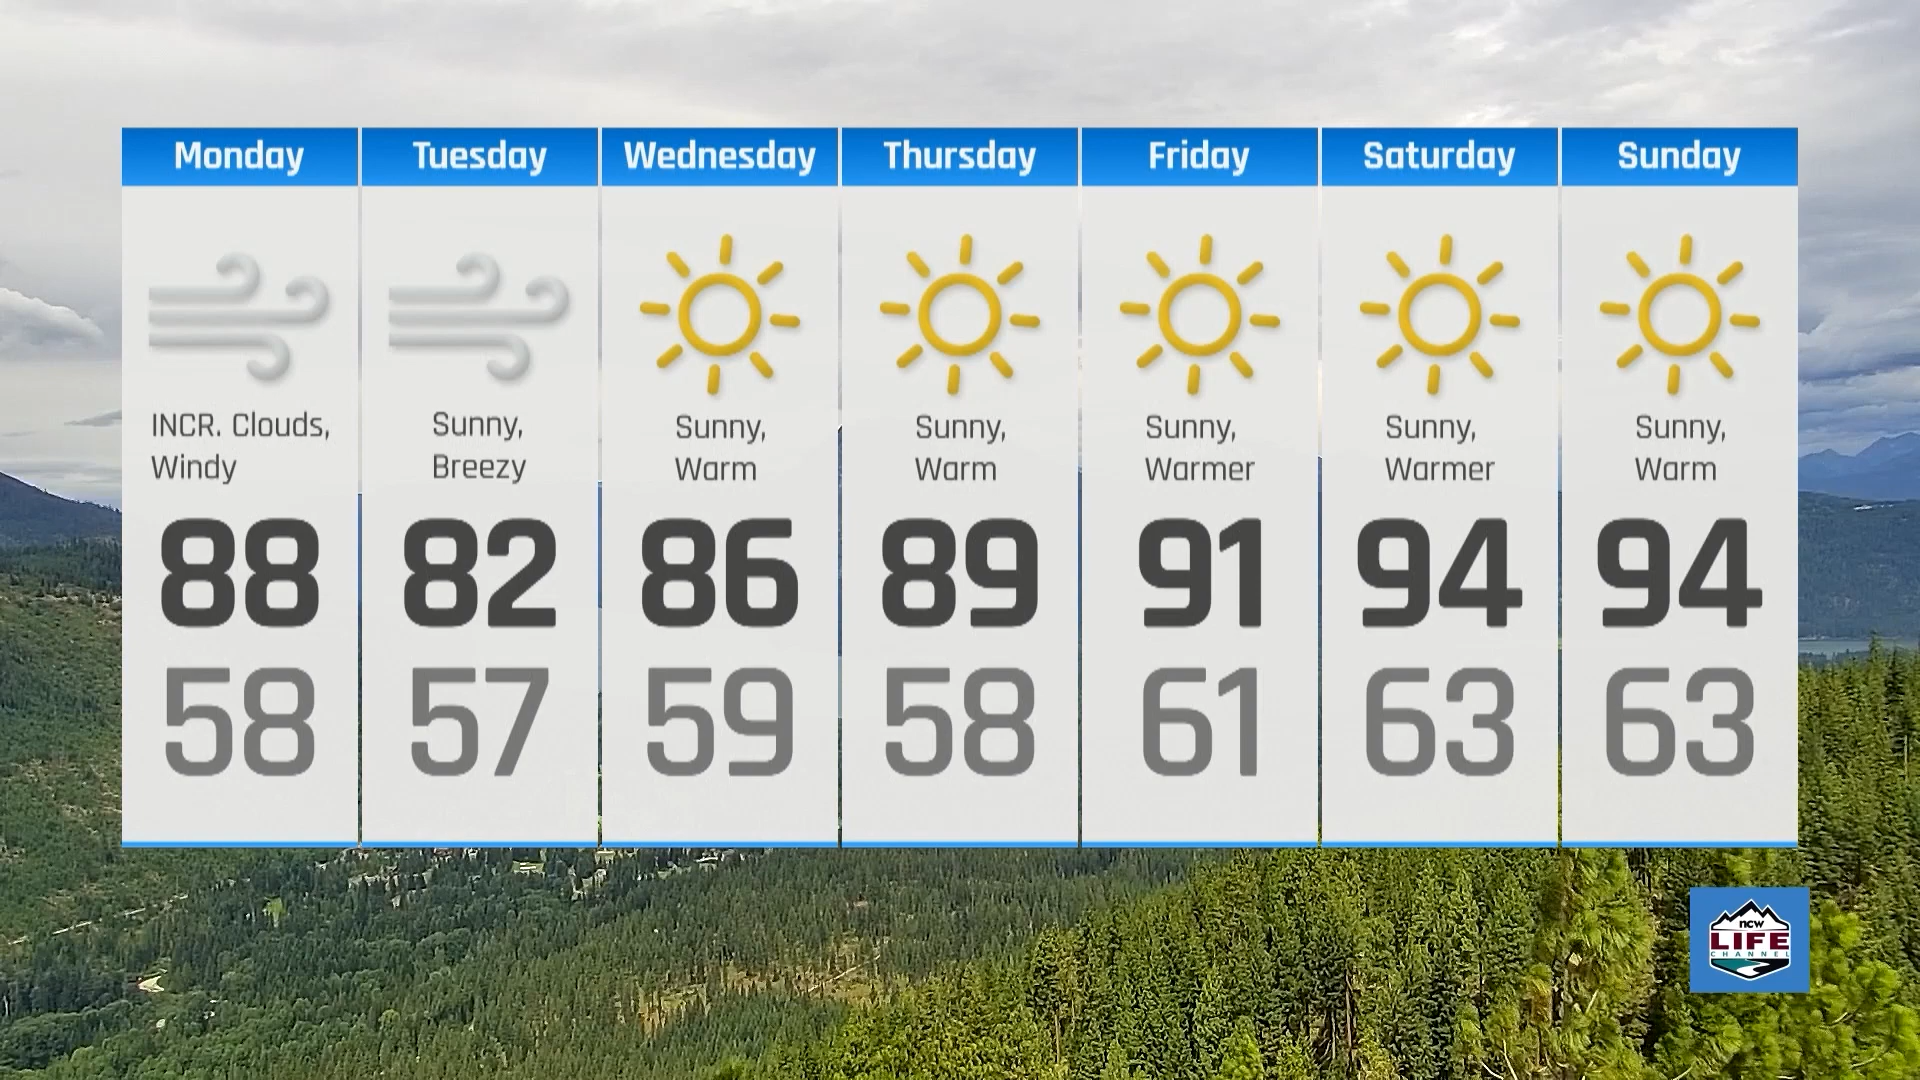 Monday
Tuesday
Wednesday
Thursday
Friday
Saturday
Sunday
INCR. Clouds,
Windy
Sunny,
Breezy
Sunny,
Warm
Sunny,
Warm
Sunny,
Warmer
Sunny,
Warmer
Sunny,
Warm
88
82
86
89
91
94
94
58
57
59
58
61
63
63
ncw
LIFE
CHANNEL